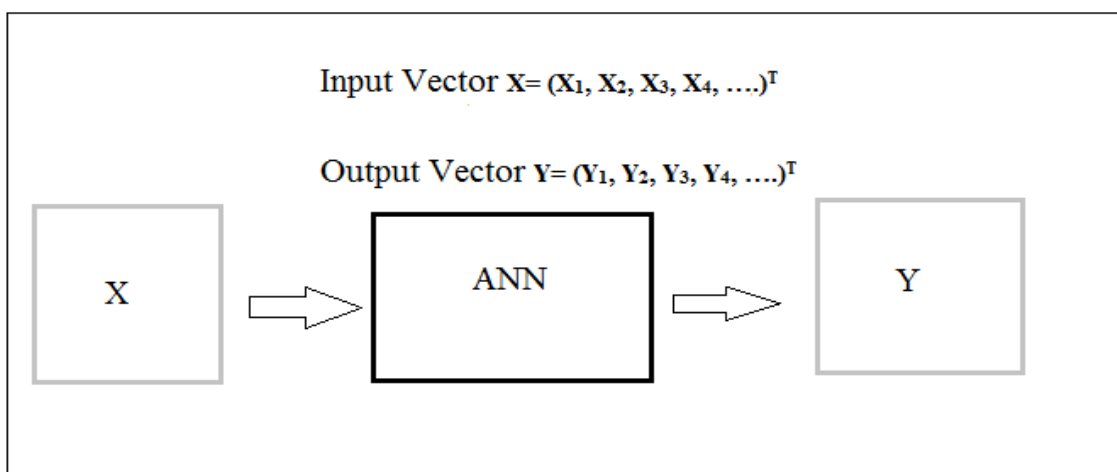 Input Vector X= (X₁, X₂, X₃, X₄, ….)ᵀ
Output Vector Y= (Y₁, Y₂, Y₃, Y₄, ….)ᵀ
X
ANN
Y